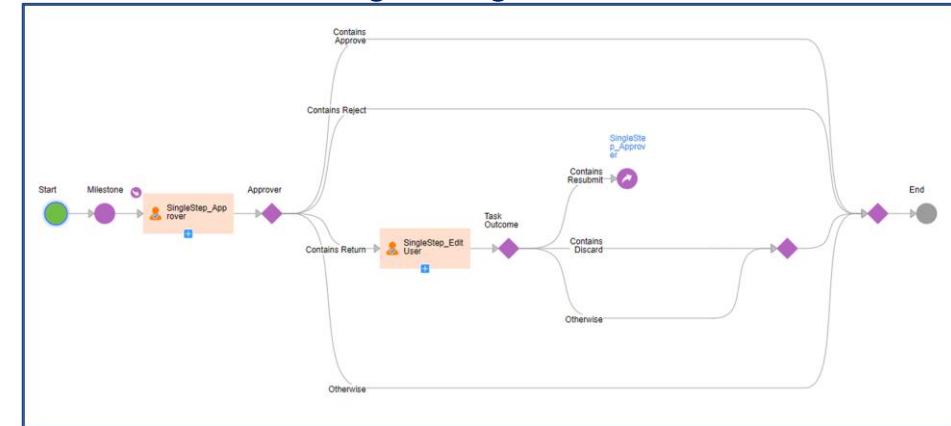 Contains
Approve
Contains Reject
SingleSte
p_Approv
er
Contains
Resubmit
Start
Milestone
SingleStep_App
rover
Approver
Task
Outcome
End
Contains Return
SingleStep_Edit
User
Contains
Discard
Otherwise
Otherwise